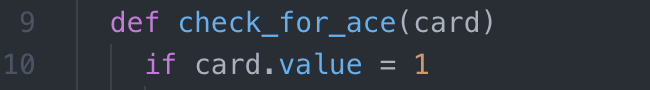 9 def check_for_ace(card)
10 if card.value = 1